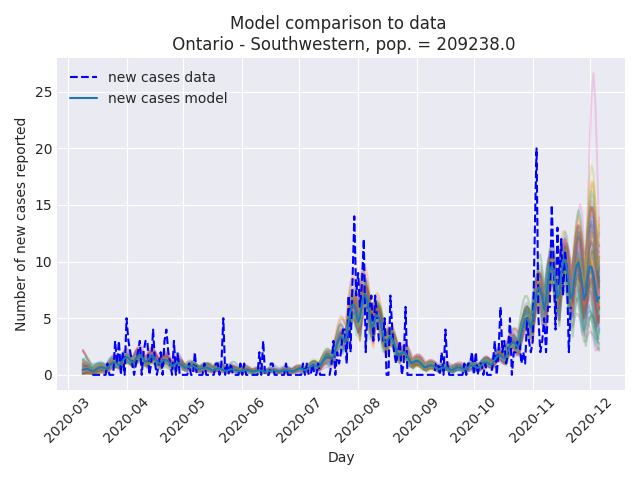 Model comparison to data
Ontario - Southwestern, pop. = 209238.0
new cases data
new cases model
Number of new cases reported
25
20
15
10
5
0
2020-03
2020-04
2020-05
2020-06
2020-07
2020-08
2020-09
2020-10
2020-11
2020-12
Day